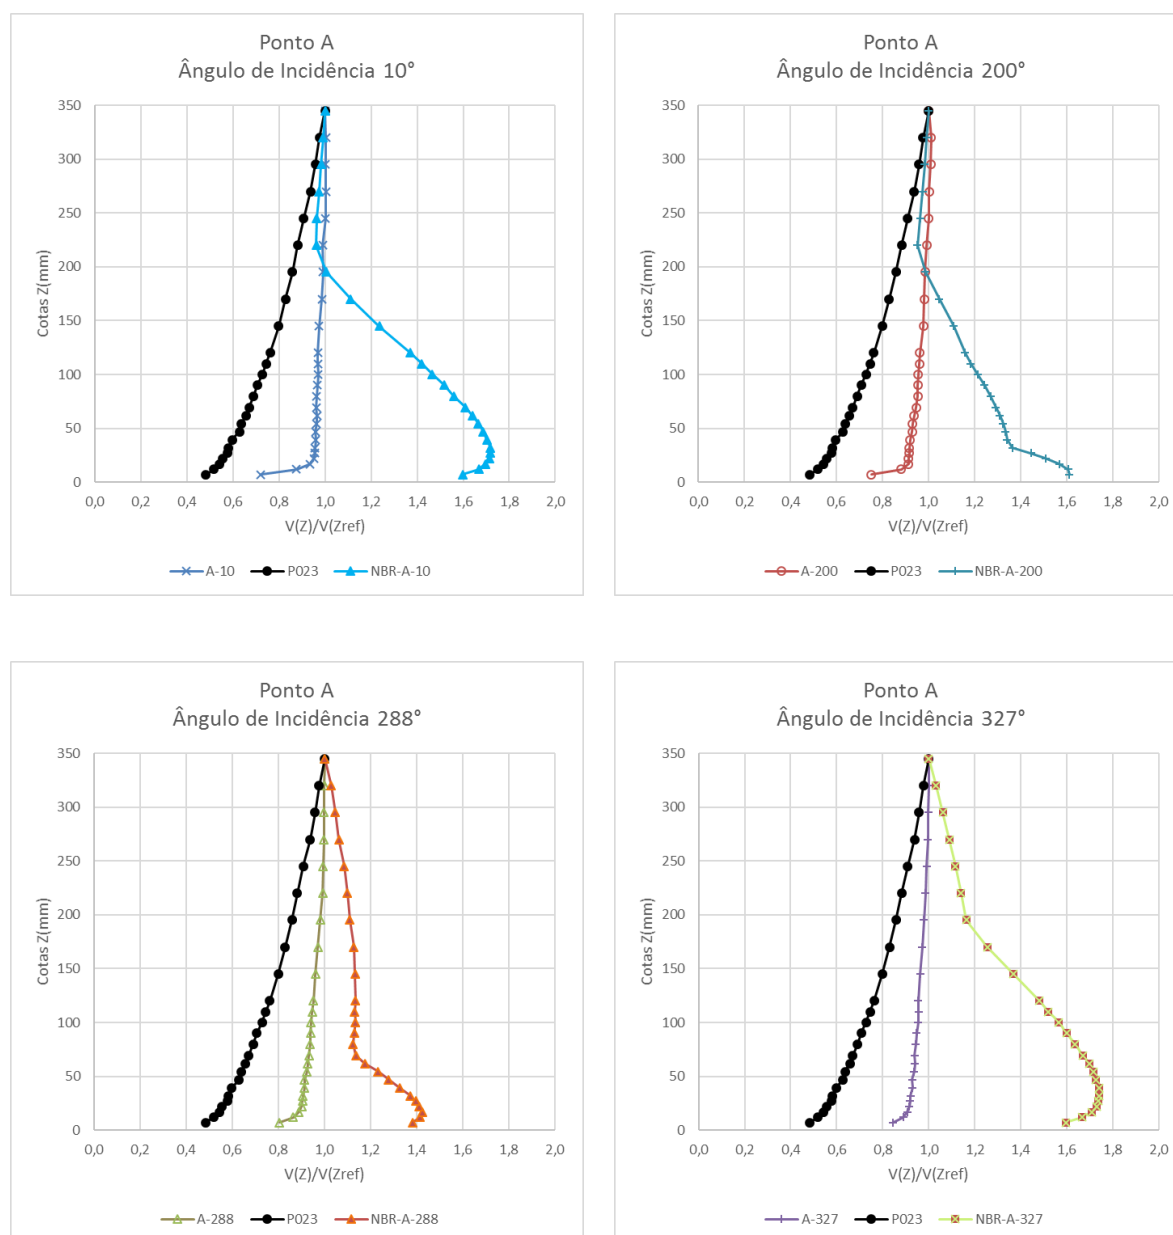 Ponto A
Ângulo de Incidência 10°
350
300
250
200
150
100
50
0
Cotas Z(mm)
0,0 0,2 0,4 0,6 0,8 1,0 1,2 1,4 1,6 1,8 2,0
V(Z)/V(Zref)
A-10 P023 NBR-A-10
Ponto A
Ângulo de Incidência 200°
350
300
250
200
150
100
50
0
Cotas Z(mm)
0,0 0,2 0,4 0,6 0,8 1,0 1,2 1,4 1,6 1,8 2,0
V(Z)/V(Zref)
A-200 P023 NBR-A-200
Ponto A
Ângulo de Incidência 288°
350
300
250
200
150
100
50
0
Cotas Z(mm)
0,0 0,2 0,4 0,6 0,8 1,0 1,2 1,4 1,6 1,8 2,0
V(Z)/V(Zref)
A-288 P023 NBR-A-288
Ponto A
Ângulo de Incidência 327°
350
300
250
200
150
100
50
0
Cotas Z(mm)
0,0 0,2 0,4 0,6 0,8 1,0 1,2 1,4 1,6 1,8 2,0
V(Z)/V(Zref)
A-327 P023 NBR-A-327